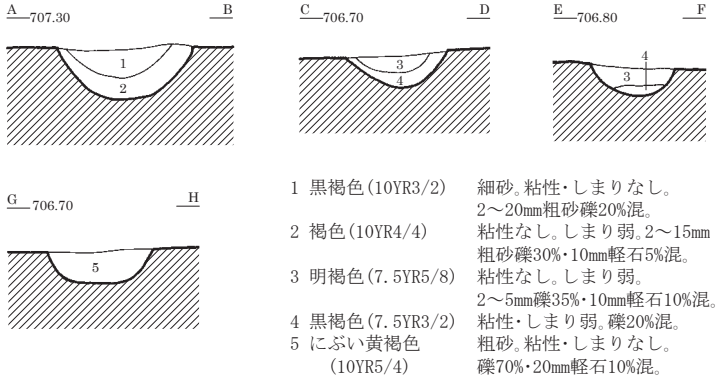 A 707.30 B
1
2
C 706.70 D
3
4
E 706.80 F
4
3
G 706.70 H
5
1 黒褐色(10YR3/2) 細砂。粘性・しまりなし。
2〜20mm粗砂礫20%混。
2 褐色(10YR4/4) 粘性なし。しまり弱。2〜15mm
粗砂礫30%・10mm軽石5%混。
3 明褐色(7.5YR5/8) 粘性なし。しまり弱。
2〜5mm礫35%・10mm軽石10%混。
4 黒褐色(7.5YR3/2) 粘性・しまり弱。礫20%混。
5 にぶい黄褐色 粗砂。粘性・しまりなし。
(10YR5/4) 礫70%・20mm軽石10%混。